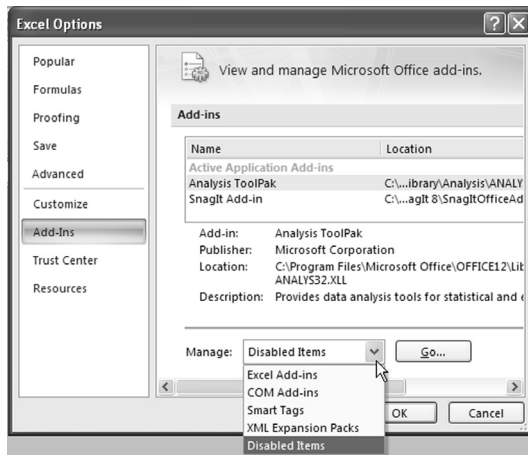 Excel Options
Popular
Formulas
Proofing
Save
Advanced
Customize
Add-Ins
Trust Center
Resources
View and manage Microsoft Office add-ins.
Add-ins
Name Location
Active Application Add-ins
Analysis ToolPak C:\...ibrary\Analysis\ANALY
SnagIt Add-in C:\...agIt 8\SnagItOfficeAd
Add-in: Analysis ToolPak
Publisher: Microsoft Corporation
Location: C:\Program Files\Microsoft Office\OFFICE12\Lib
ANALYS32.XLL
Description: Provides data analysis tools for statistical and e
Manage: Disabled Items Go...
Excel Add-ins
COM Add-ins
Smart Tags
XML Expansion Packs
Disabled Items
OK Cancel